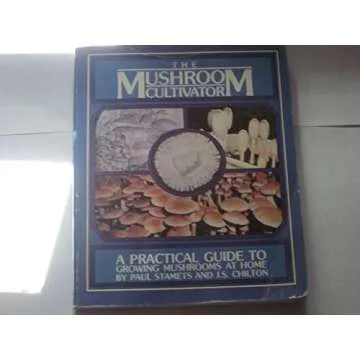 THE
MUSHROOM
CULTIVATOR
A PRACTICAL GUIDE TO
GROWING MUSHROOMS AT HOME
BY PAUL STAMETS AND J.S. CHILTON